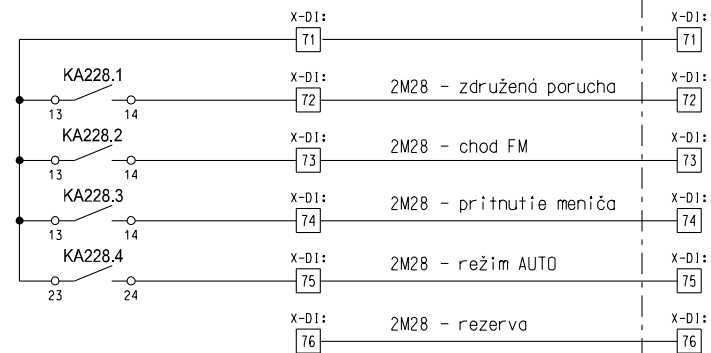 X-DI: X-DI:
71 71
KA228.1 X-DI: 2M28 - združená porucha X-DI:
13 14 72 72
KA228.2 X-DI: 2M28 - chod FM X-DI:
13 14 73 73
KA228.3 X-DI: 2M28 - pritnutie meniča X-DI:
13 14 74 74
KA228.4 X-DI: 2M28 - režim AUTO X-DI:
23 24 75 75
X-DI: 2M28 - rezerva X-DI:
76 76